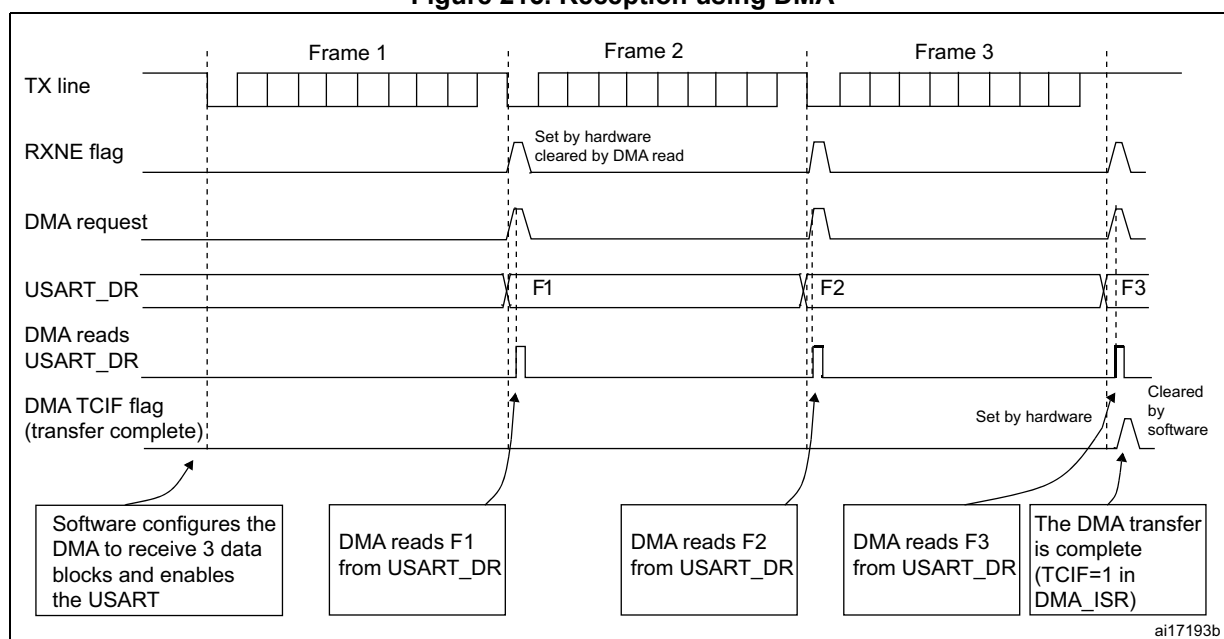 Figure Reception using DMA
Frame 1
Frame 2
Frame 3
TX line
RXNE flag
Set by hardware
cleared by DMA read
DMA request
USART_DR
F1
F2
F3
DMA reads
USART_DR
DMA TCIF flag
(transfer complete)
Set by hardware
Cleared
by
software
Software configures the
DMA to receive 3 data
blocks and enables
the USART
DMA reads F1
from USART_DR
DMA reads F2
from USART_DR
DMA reads F3
from USART_DR
The DMA transfer
is complete
(TCIF=1 in
DMA_ISR)
ai17193b